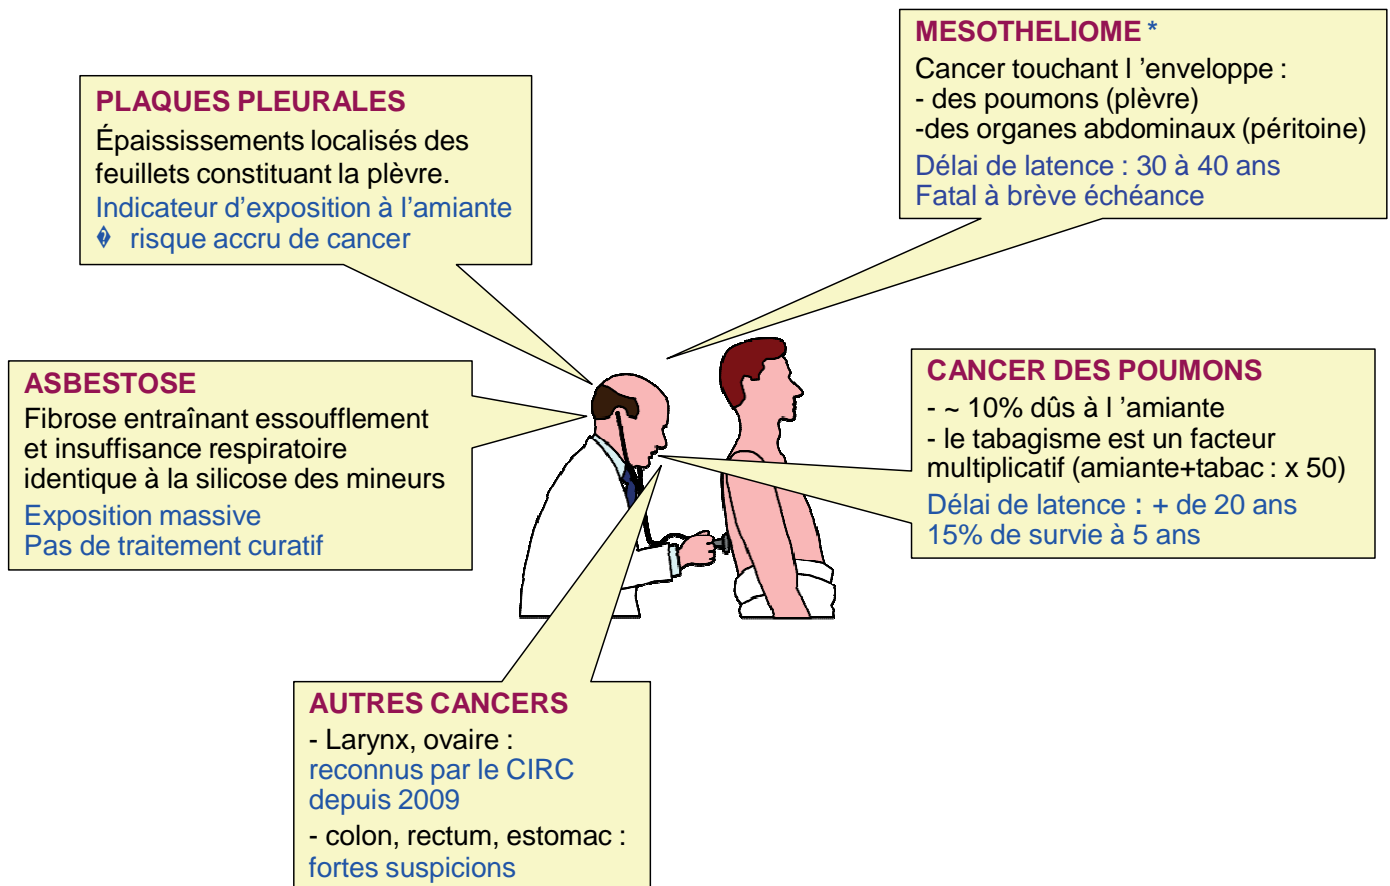 PLAQUES PLEURALES
Épaississements localisés des
feuillets constituant la plèvre.
Indicateur d’exposition à l’amiante
� risque accru de cancer
MESOTHELIOME *
Cancer touchant l ’enveloppe :
- des poumons (plèvre)
-des organes abdominaux (péritoine)
Délai de latence : 30 à 40 ans
Fatal à brève échéance
ASBESTOSE
Fibrose entraînant essoufflement
et insuffisance respiratoire
identique à la silicose des mineurs
Exposition massive
Pas de traitement curatif
CANCER DES POUMONS
- ~ 10% dûs à l ’amiante
- le tabagisme est un facteur
multiplicatif (amiante+tabac : x 50)
Délai de latence : + de 20 ans
15% de survie à 5 ans
AUTRES CANCERS
- Larynx, ovaire :
reconnus par le CIRC
depuis 2009
- colon, rectum, estomac :
fortes suspicions